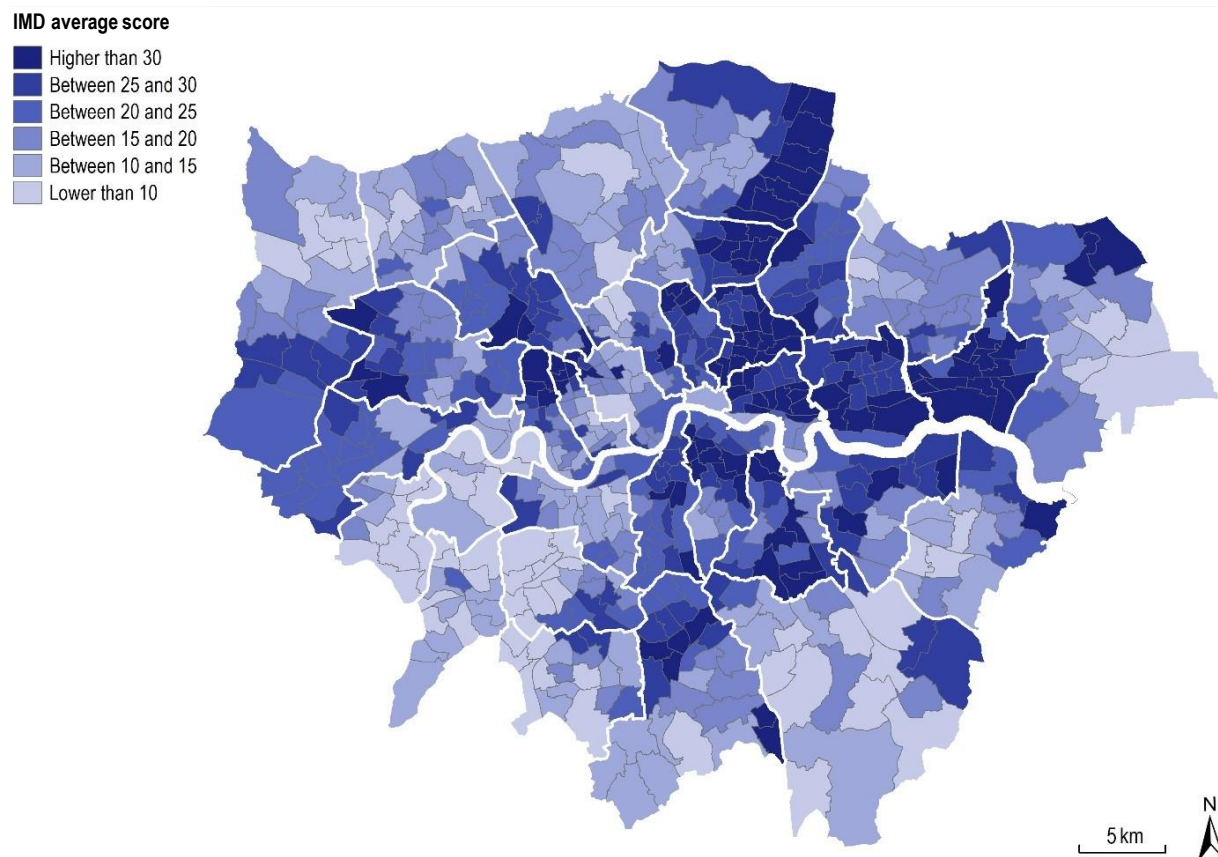 IMD average score
Higher than 30
Between 25 and 30
Between 20 and 25
Between 15 and 20
Between 10 and 15
Lower than 10
N
5 km